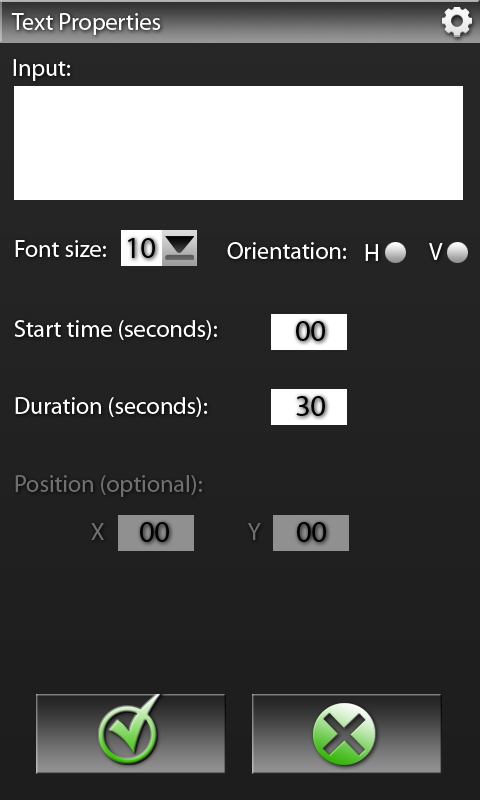 Text Properties
Input:
Font size: 10 Orientation: H V
Start time (seconds): 00
Duration (seconds): 30
Position (optional):
X 00 Y 00